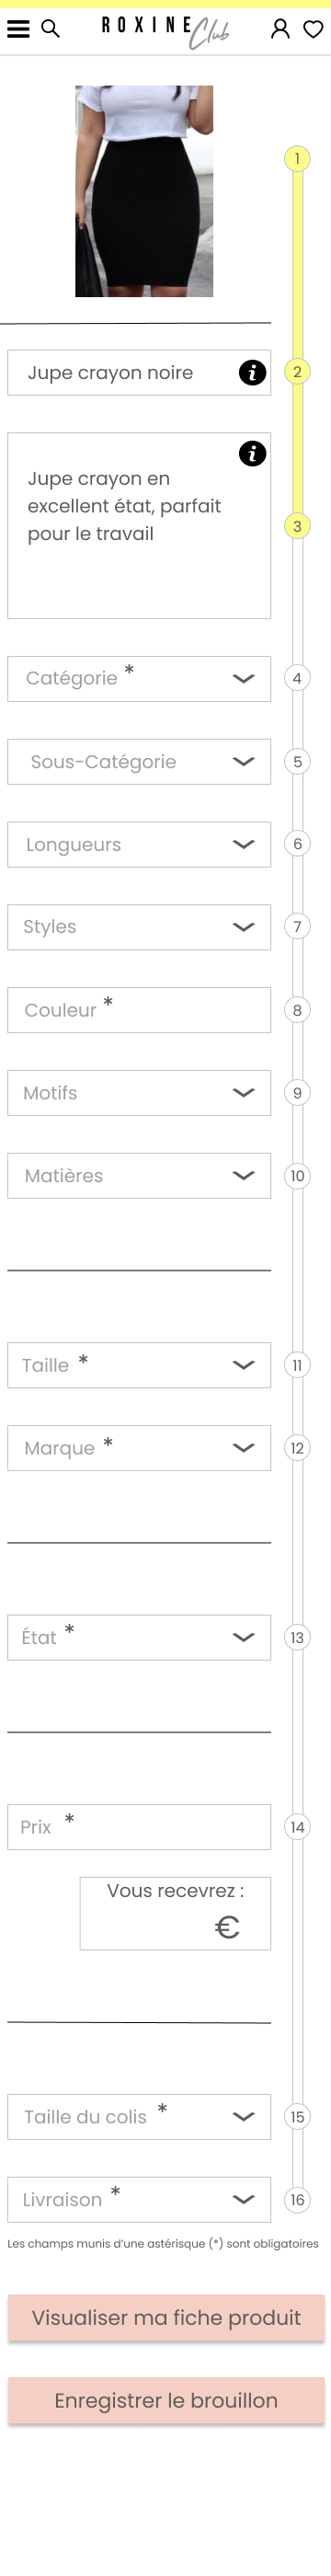 ROXINE Club
1
Jupe crayon noire i 2
i
Jupe crayon en
excellent état, parfait
pour le travail
3
Catégorie * 4
Sous-Catégorie 5
Longueurs 6
Styles 7
Couleur * 8
Motifs 9
Matières 10
Taille * 11
Marque * 12
État * 13
Prix * 14
Vous recevrez :
€
Taille du colis * 15
Livraison * 16
Les champs munis d’une astérisque (*) sont obligatoires
Visualiser ma fiche produit
Enregistrer le brouillon